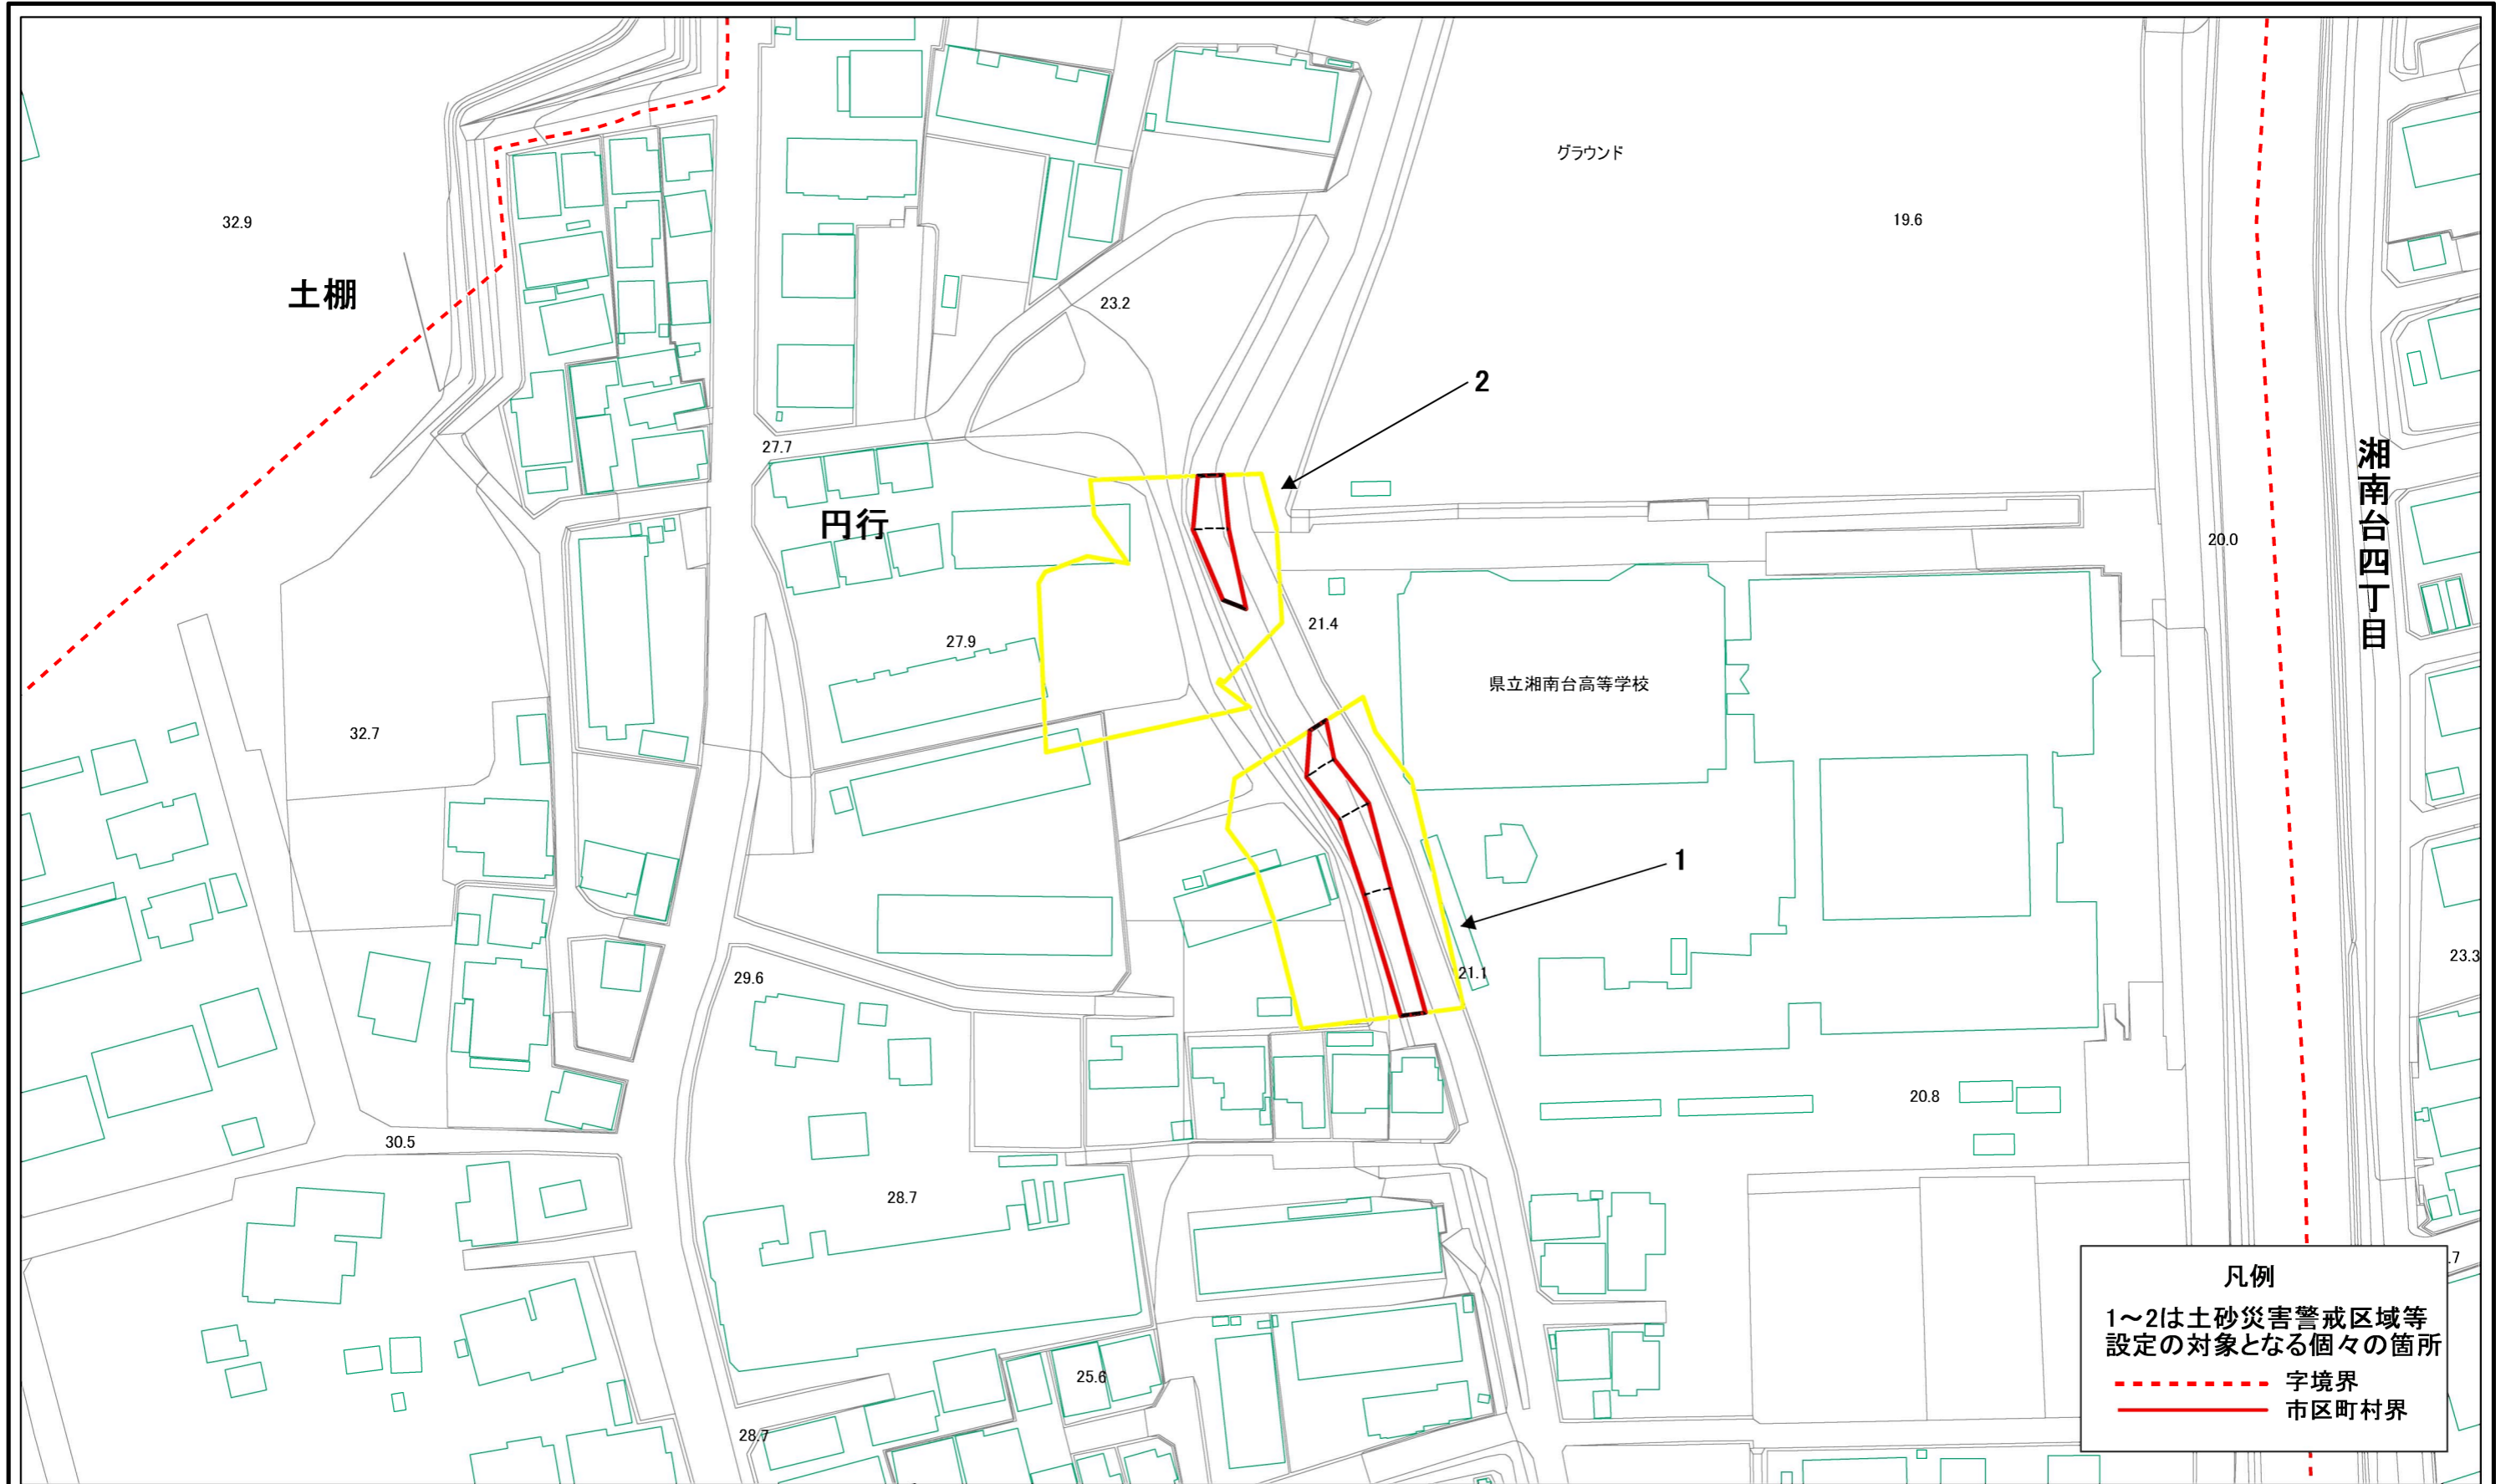 グラウンド
32.9
19.6
土棚
23.2
2
27.7
湘南台四丁目
円行
20.0
21.4
27.9
県立湘南台高等学校
32.7
1
23.3
21.1
29.6
20.8
30.5
28.7
.7
凡例
1～2は土砂災害警戒区域等
設定の対象となる個々の箇所
字境界
市区町村界
25.6
28.7